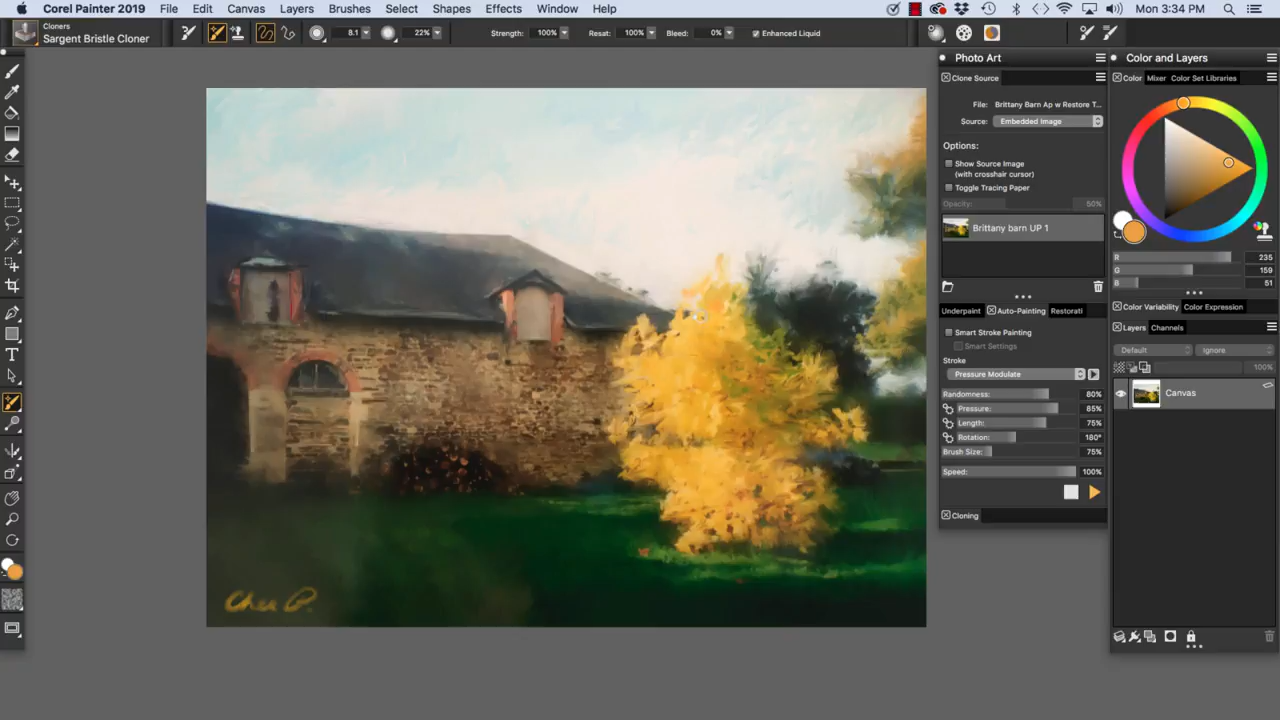 Corel Painter 2019 File Edit Canvas Layers Brushes Select Shapes Effects Window Help Mon 3:34 PM
Cloners
Sargent Bristle Cloner
8.1 22% Strength: 100% Resat: 100% Bleed: 0% Enhanced Liquid
Photo Art
Clone Source
File: Brittany Barn Ap w Restore T...
Source: Embedded Image
Options:
Show Source Image
(with crosshair cursor)
Toggle Tracing Paper
Opacity: 50%
Brittany barn UP 1
Underpaint Auto-Painting Restorati
Smart Stroke Painting
Smart Settings
Stroke
Pressure Modulate
Randomness: 80%
Pressure: 85%
Length: 75%
Rotation: 180°
Brush Size: 75%
Speed: 100%
Cloning
Color and Layers
Color Mixer Color Set Libraries
R 235
G 159
B 51
Color Variability Color Expression
Layers Channels
Default Ignore
100%
Canvas